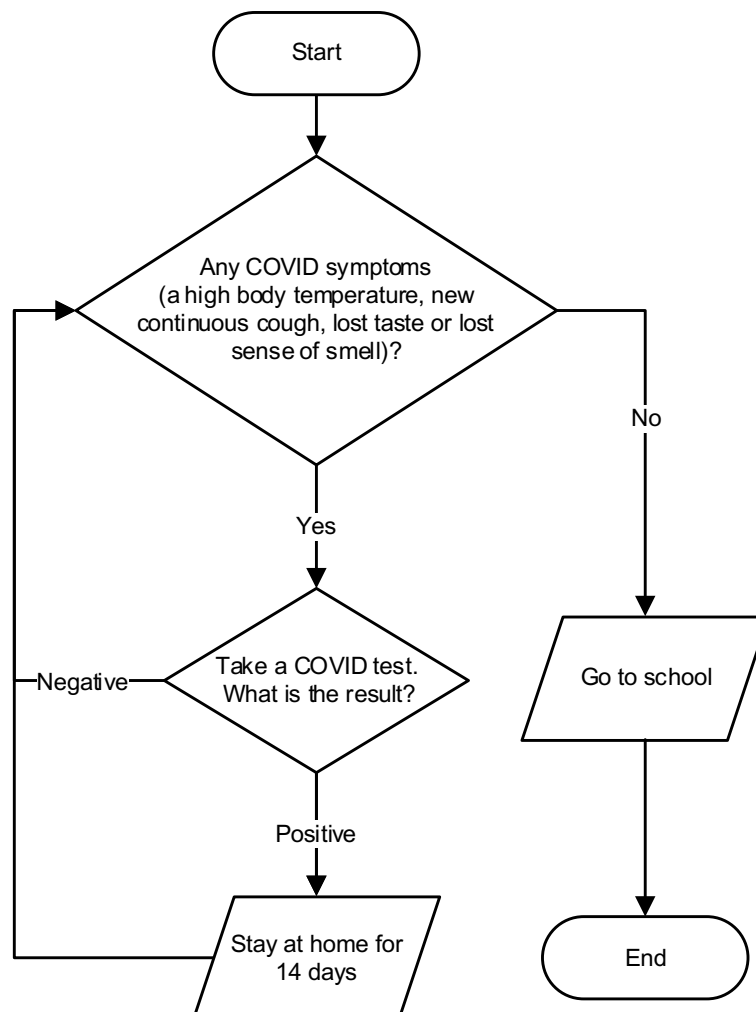 Start
Any COVID symptoms
(a high body temperature, new
continuous cough, lost taste or lost
sense of smell)?
No
Yes
Take a COVID test.
What is the result?
Negative
Go to school
Positive
Stay at home for
14 days
End